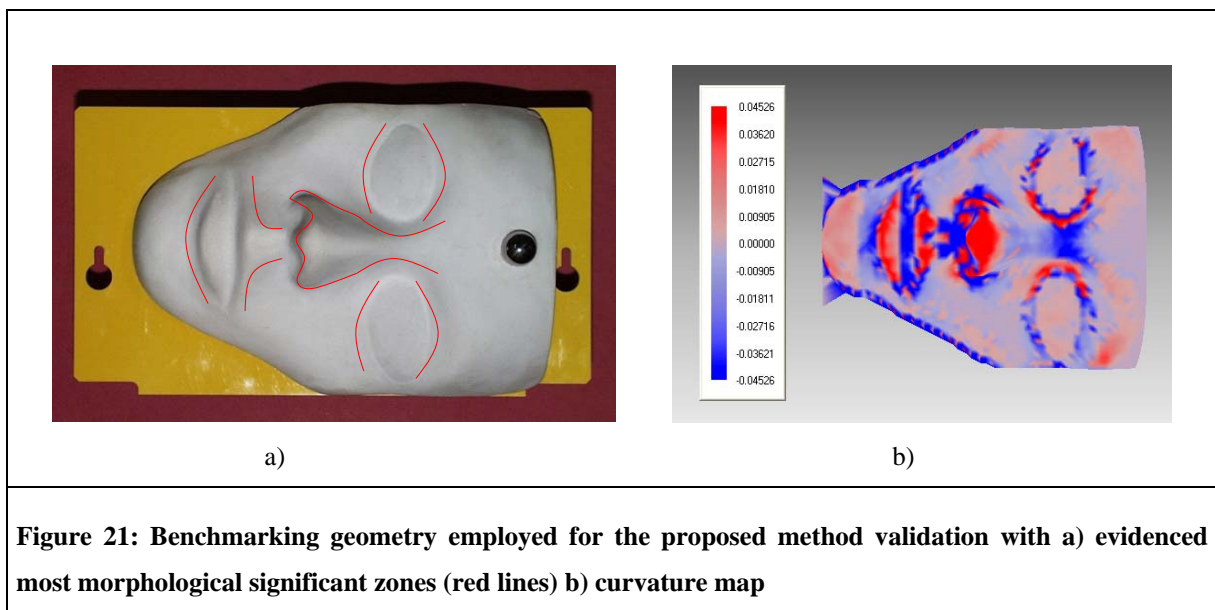 0.04526
0.03620
0.02715
0.01810
0.00905
0.00000
-0.00905
-0.01811
-0.02716
-0.03621
-0.04526
a)
b)
Figure 21: Benchmarking geometry employed for the proposed method validation with a) evidenced
most morphological significant zones (red lines) b) curvature map